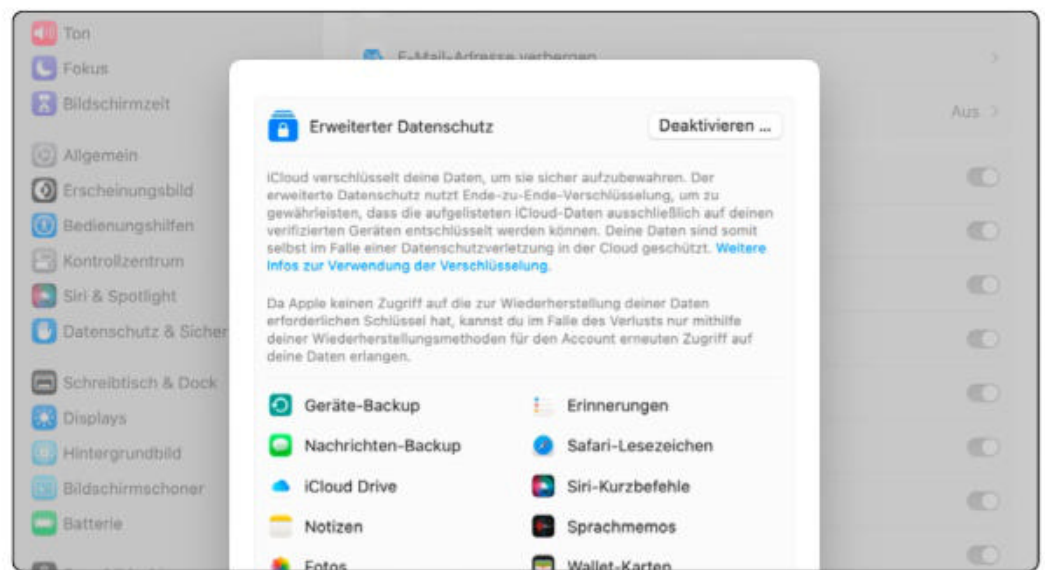 Ton
Fokus
Bildschirmzeit
Allgemein
Erscheinungsbild
Bedienungshilfen
Kontrollzentrum
Siri & Spotlight
Datenschutz & Sicher
Schreibtisch & Dock
Displays
Hintergrundbild
Bildschirmschoner
Batterie
E-Mail-Adresse verbergen
Aus
Erweiterter Datenschutz
Deaktivieren ...
iCloud verschlüsselt deine Daten, um sie sicher aufzubewahren. Der
erweiterte Datenschutz nutzt Ende-zu-Ende-Verschlüsselung, um zu
gewährleisten, dass die aufgelisteten iCloud-Daten ausschließlich auf deinen
verifizierten Geräten entschlüsselt werden können. Deine Daten sind somit
selbst im Falle einer Datenschutzverletzung in der Cloud geschützt. Weitere
Infos zur Verwendung der Verschlüsselung.
Da Apple keinen Zugriff auf die zur Wiederherstellung deiner Daten
erforderlichen Schlüssel hat, kannst du im Falle des Verlusts nur mithilfe
deiner Wiederherstellungsmethoden für den Account erneuten Zugriff auf
deine Daten erlangen.
Geräte-Backup
Erinnerungen
Nachrichten-Backup
Safari-Lesezeichen
iCloud Drive
Siri-Kurzbefehle
Notizen
Sprachmemos
Fotos
Wallet-Karten